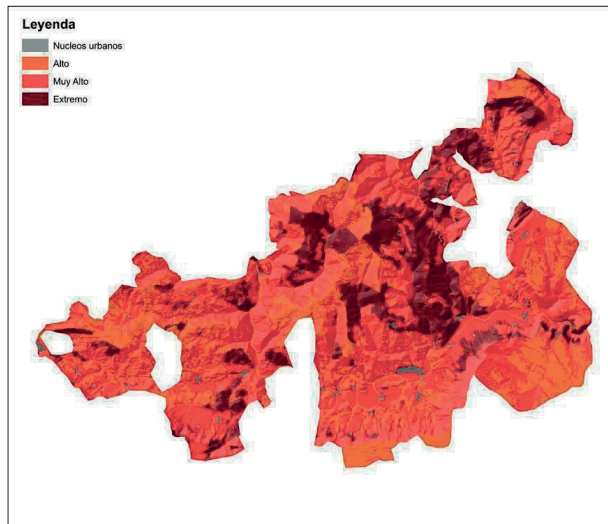 Leyenda
Nucleos urbanos
Alto
Muy Alto
Extremo